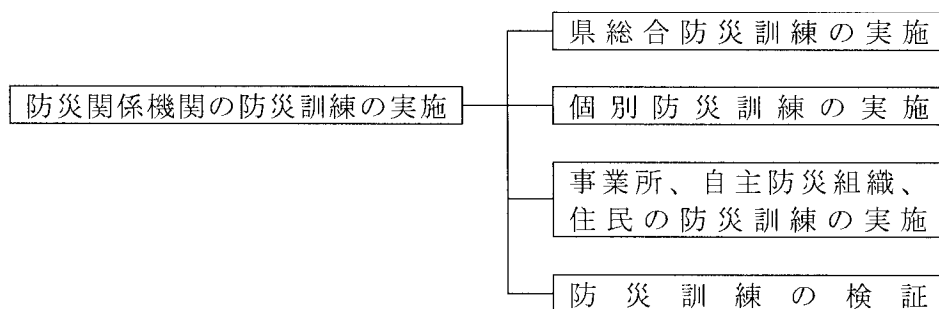 県総合防災訓練の実施
防災関係機関の防災訓練の実施
個別防災訓練の実施
事業所、自主防災組織、
住民の防災訓練の実施
防災訓練の検証